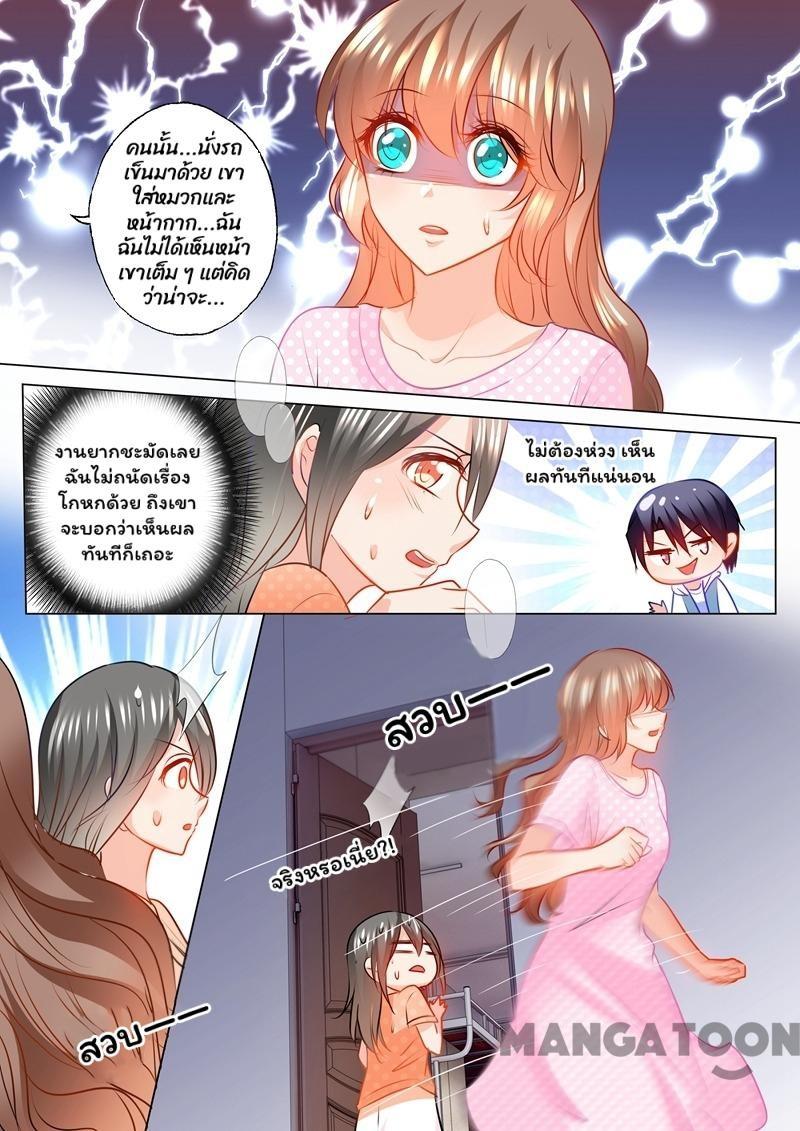 คนนั้น...นั่งรถ
เข็นมาด้วย เขา
ใส่หมวกและ
หน้ากาก...ฉัน
ฉันไม่ได้เห็นหน้า
เขาเต็ม ๆ แต่คิด
ว่าน่าจะ...
งานยากชะมัดเลย
ฉันไม่ถนัดเรื่อง
โกหกด้วย ถึงเขา
จะบอกว่าเห็นผล
ทันทีก็เถอะ
ไม่ต้องห่วง เห็น
ผลทันทีแน่นอน
สวบ——
จริงหรอเนี่ย?!
สวบ——
MANGATOON